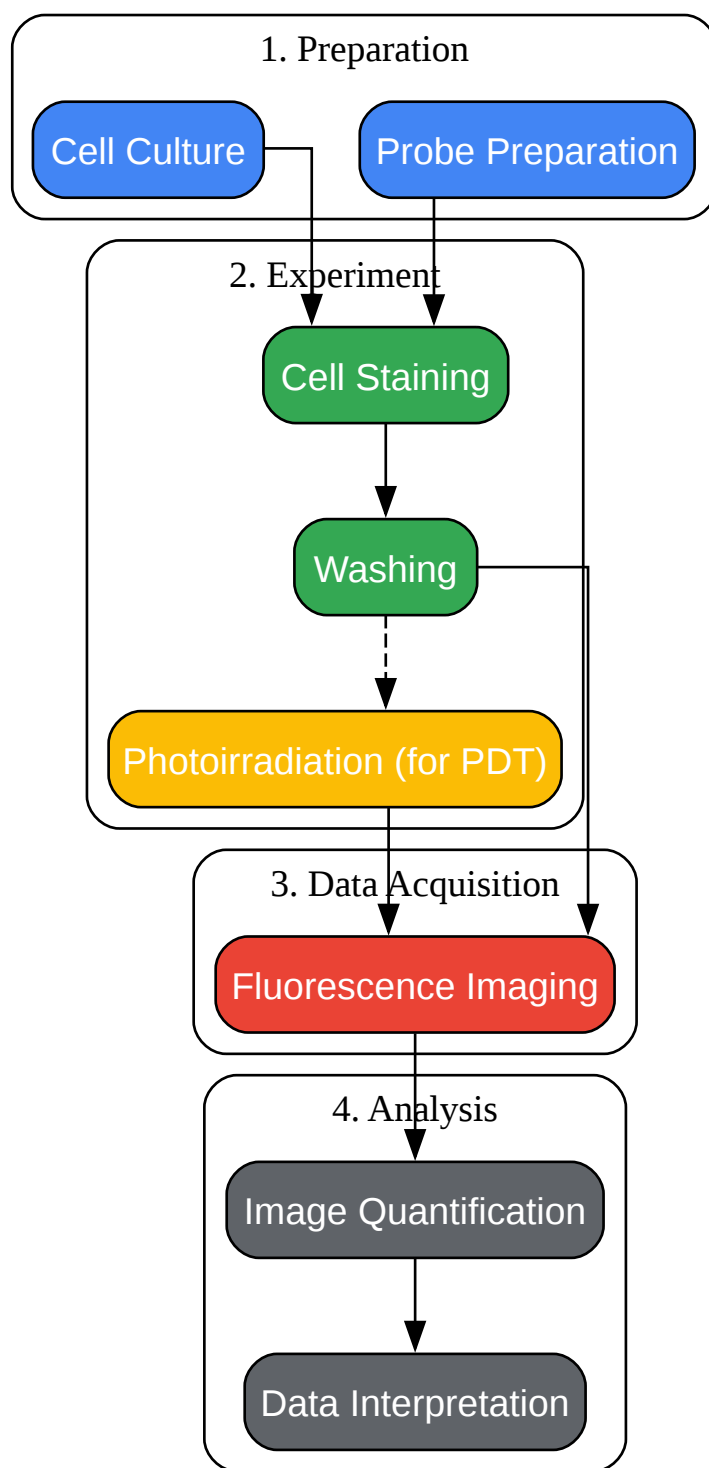 1. Preparation
Cell Culture
Probe Preparation
2. Experiment
Cell Staining
Washing
Photoirradiation (for PDT)
3. Data Acquisition
Fluorescence Imaging
4. Analysis
Image Quantification
Data Interpretation